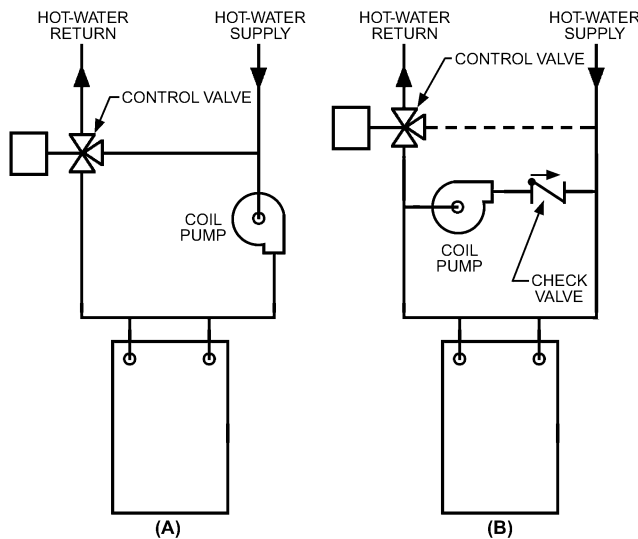 HOT-WATER
RETURN
HOT-WATER
SUPPLY
CONTROL VALVE
COIL
PUMP
(A)
HOT-WATER
RETURN
HOT-WATER
SUPPLY
CONTROL VALVE
COIL
PUMP
CHECK
VALVE
(B)